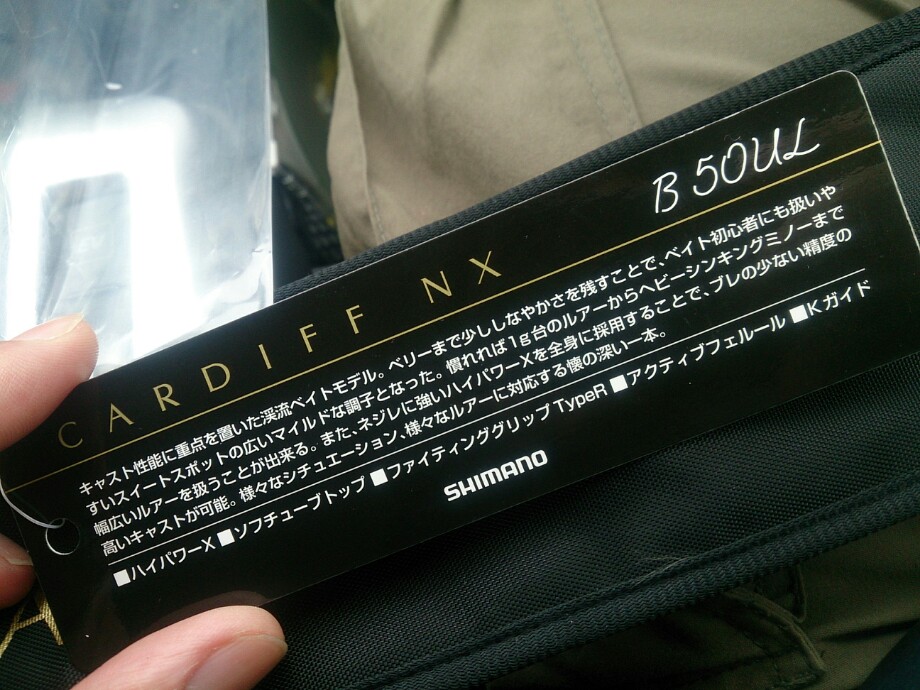 B 50UL
CARDIFF NX
キャスト性能に重点を置いた渓流ベイトモデル。ベリーまで少ししなやかさを残すことで、ベイト初心者にも扱いや
すいスイートスポットの広いマイルドな調子となった。慣れれば1g台のルアーからヘビーシンキングミノーまで
幅広いルアーを扱うことが出来る。また、ネジレに強いハイパワーXを全身に採用することで、ブレの少ない精度の
高いキャストが可能。様々なシチュエーション、様々なルアーに対応する懐の深い一本。
■ハイパワーX ■ソフチューブトップ ■ファイティンググリップ TypeR ■アクティブフェルール ■Kガイド
SHIMANO